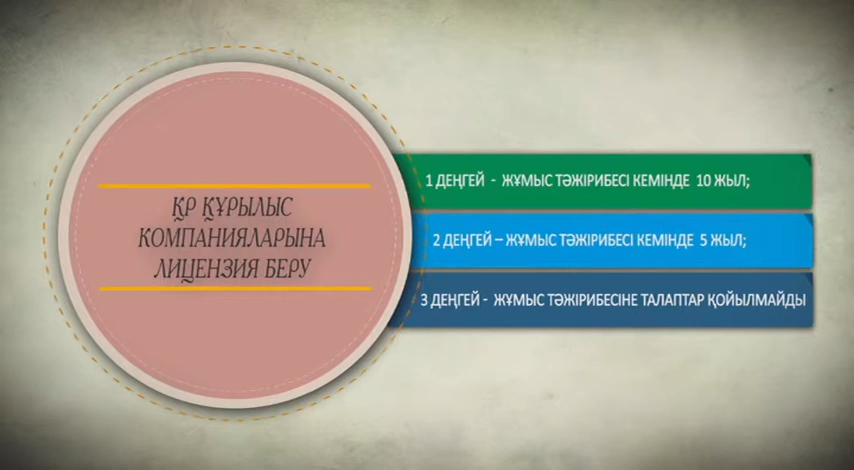 ҚР ҚҰРЫЛЫС
КОМПАНИЯЛАРЫНА
ЛИЦЕНЗИЯ БЕРУ
1 ДЕҢГЕЙ - ЖҰМЫС ТӘЖІРИБЕСІ КЕМІНДЕ 10 ЖЫЛ;
2 ДЕҢГЕЙ – ЖҰМЫС ТӘЖІРИБЕСІ КЕМІНДЕ 5 ЖЫЛ;
3 ДЕҢГЕЙ - ЖҰМЫС ТӘЖІРИБЕСІНЕ ТАЛАПТАР ҚОЙЫЛМАЙДЫ